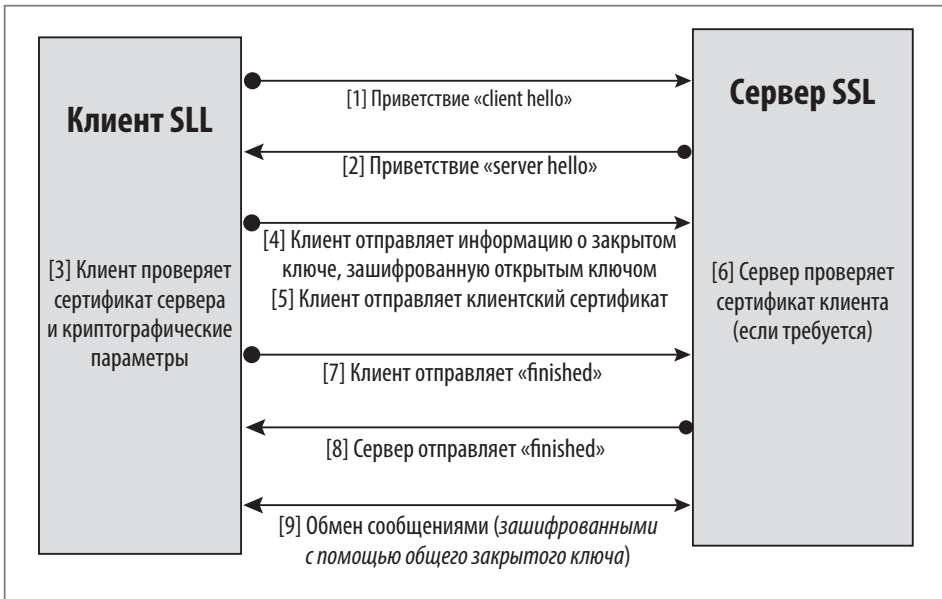 Клиент SLL
Сервер SSL
[1] Приветствие «client hello»
[2] Приветствие «server hello»
[3] Клиент проверяет
сертификат сервера
и криптографические
параметры
[4] Клиент отправляет информацию о закрытом
ключе, зашифрованную открытым ключом
[5] Клиент отправляет клиентский сертификат
[6] Сервер проверяет
сертификат клиента
(если требуется)
[7] Клиент отправляет «finished»
[8] Сервер отправляет «finished»
[9] Обмен сообщениями (зашифрованными
с помощью общего закрытого ключа)